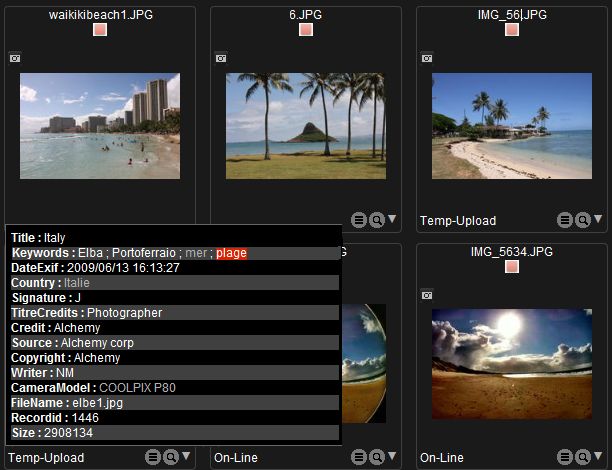 waikikibeach1.JPG
6.JPG
IMG_56.JPG
Temp-Upload
Title : Italy
Keywords : Elba ; Portoferraio ; mer ; plage
DateExif : 2009/06/13 16:13:27
Country : Italie
Signature : J
TitreCredits : Photographer
Credit : Alchemy
Source : Alchemy corp
Copyright : Alchemy
Writer : NM
CameraModel : COOLPIX P80
FileName : elbe1.jpg
Recordid : 1446
Size : 2908134
G
IMG_5634.JPG
Temp-Upload
On-Line
On-Line